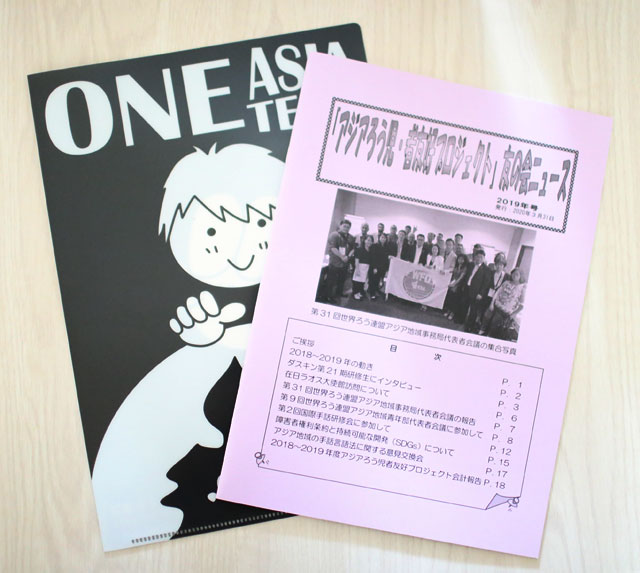 ONE ASIA
TE
「アジアろう児・者友好プロジェクト」友の会ニュース
2019年号
発行：2020年3月31日
第31回世界ろう連盟アジア地域事務局代表者会議の集合写真
目 次
ご挨拶 P. 1
2018～2019年の動き P. 2
ダスキン第21期研修生にインタビュー P. 3
在日ラオス大使館訪問について P. 6
第31回世界ろう連盟アジア地域事務局代表者会議の報告 P. 7
第9回世界ろう連盟アジア地域青年部代表者会議に参加して P. 8
第2回国際手話研修会に参加して P. 12
障害者権利条約と持続可能な開発（SDGs）について P. 15
アジア地域の手話言語法に関する意見交換会 P. 17
2018～2019年度アジアろう児者友好プロジェクト会計報告 P. 18